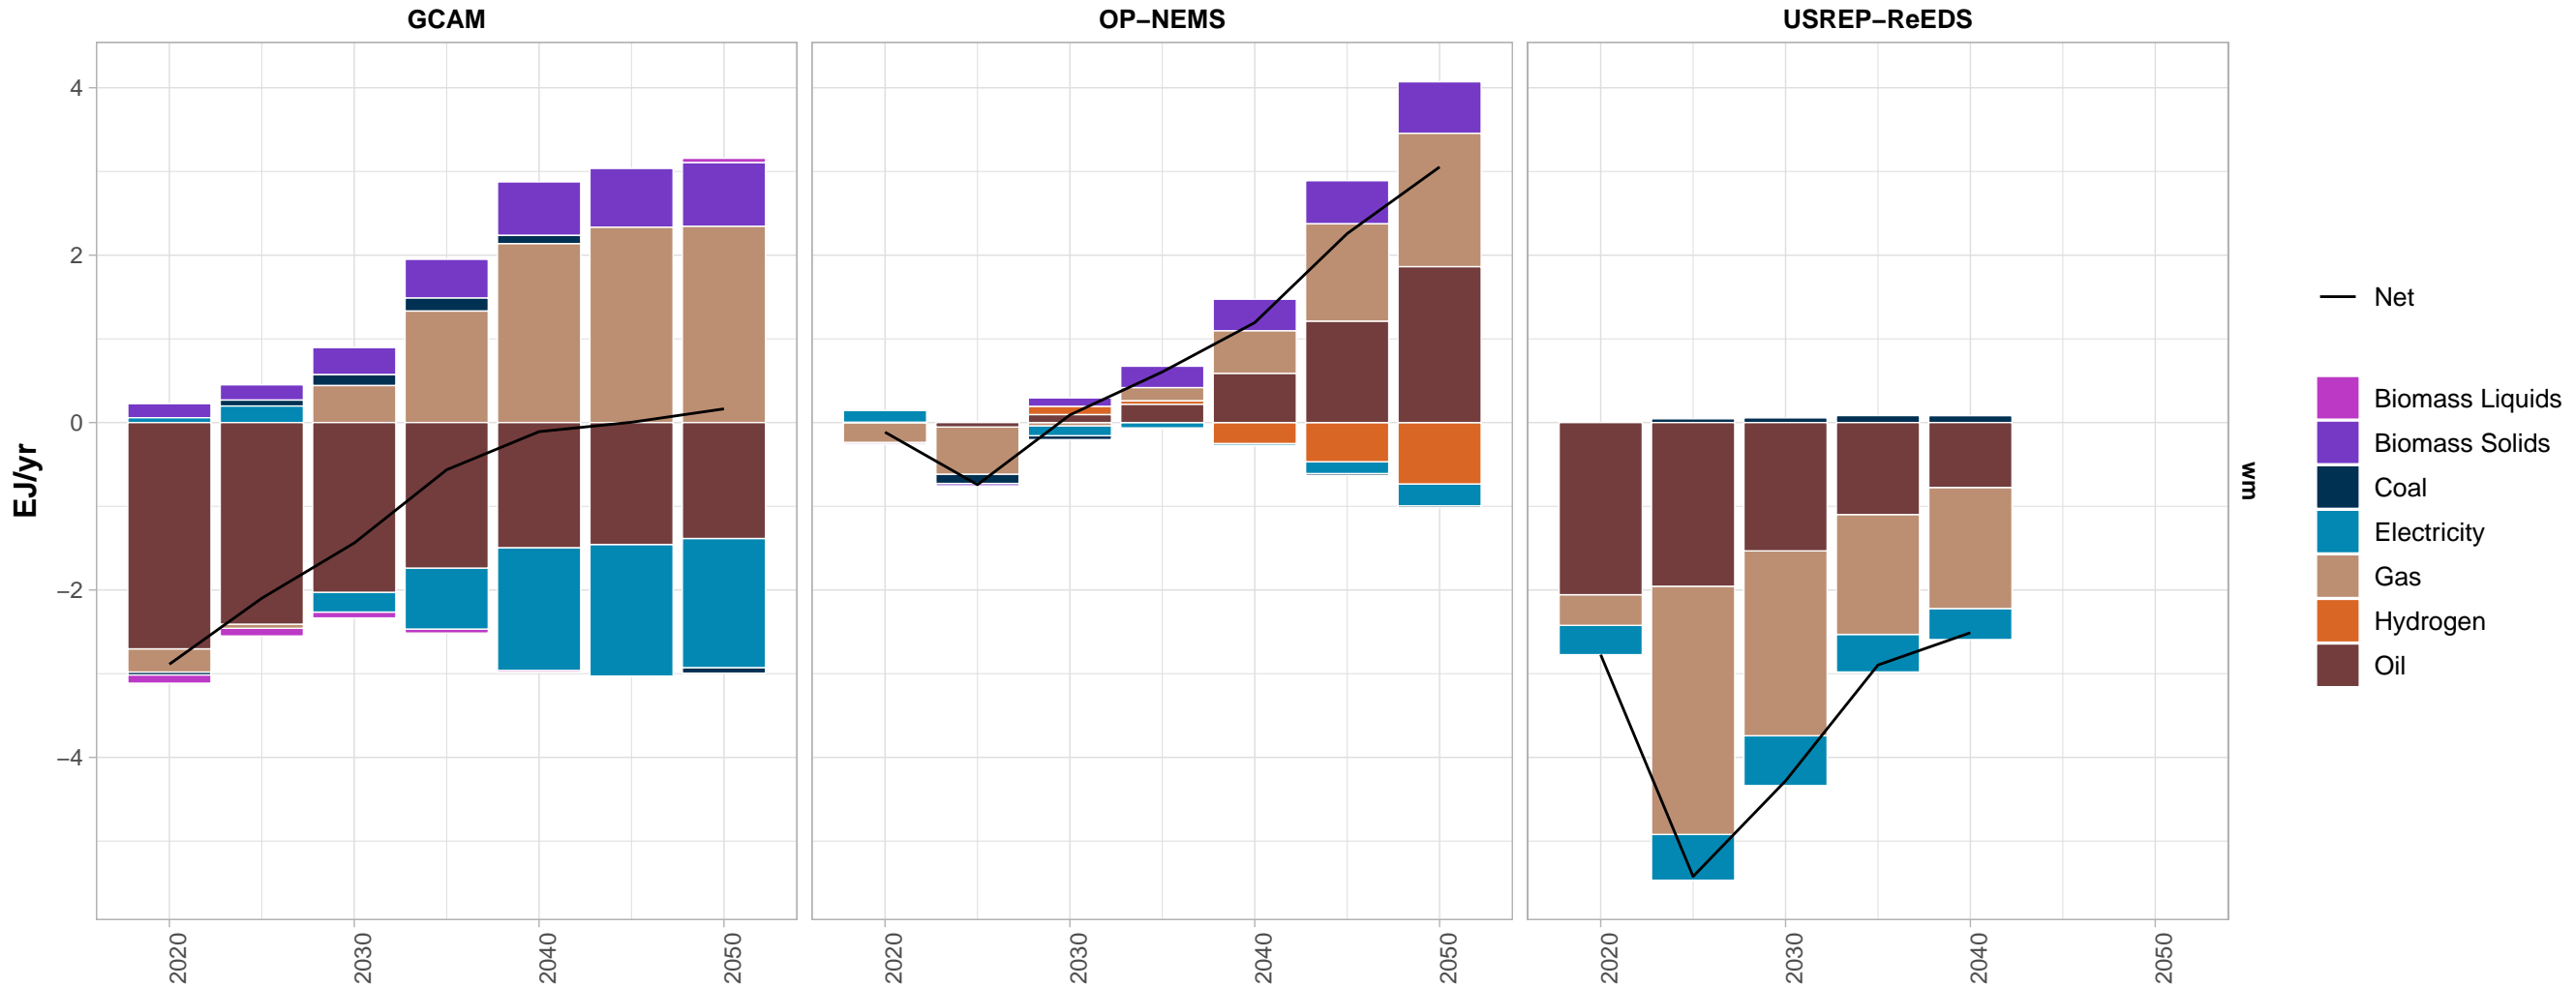 GCAM
OP−NEMS
USREP−ReEDS
EJ/yr
4
2
0
−2
−4
2020
2030
2040
2050
2020
2030
2040
2050
2020
2030
2040
2050
wm
Net
Biomass Liquids
Biomass Solids
Coal
Electricity
Gas
Hydrogen
Oil